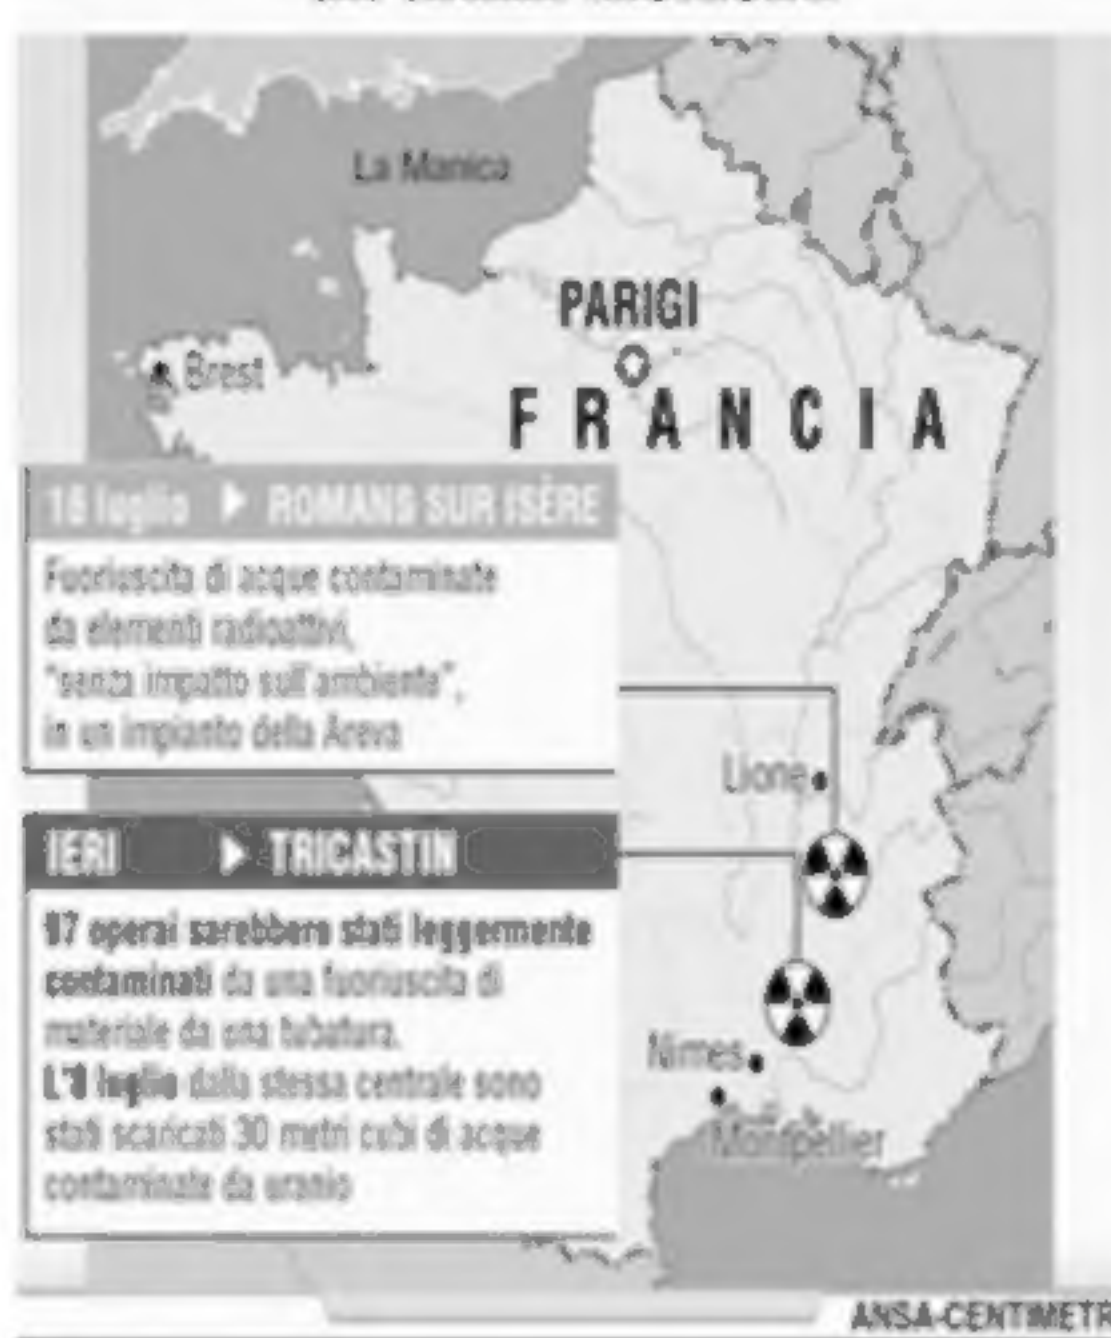 La Manica
PARIGI
Brest
FRANCIA
18 luglio ROMANS SUR ISÈRE
Fuoriuscita di acque contaminate
da elementi radioattivi,
"senza impatto sull'ambiente",
in un impianto della Areva
Lione
IERI TRICASTIN
97 operai sarebbero stati leggermente
contaminati da una fuoriuscita di
materiale da una tubatura.
L'8 luglio dalla stessa centrale sono
stati scaricati 30 metri cubi di acque
contaminate da uranio
Nimes
Montpellier
ANSA-CENTIMETR